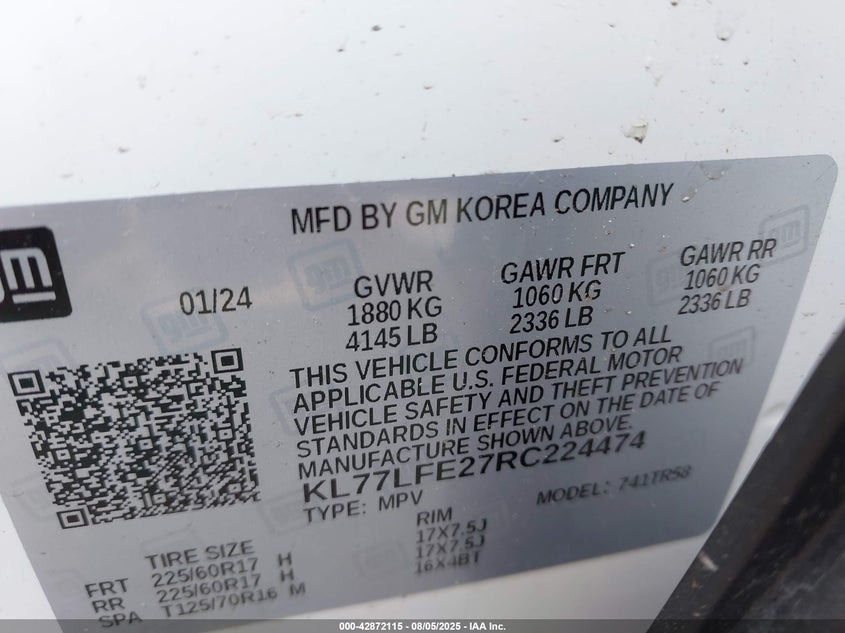 MFD BY GM KOREA COMPANY
gm
01/24
GVWR
1880 KG
4145 LB
GAWR FRT
1060 KG
2336 LB
GAWR RR
1060 KG
2336 LB
THIS VEHICLE CONFORMS TO ALL
APPLICABLE U.S. FEDERAL MOTOR
VEHICLE SAFETY AND THEFT PREVENTION
STANDARDS IN EFFECT ON THE DATE OF
MANUFACTURE SHOWN ABOVE.
KL77LFE27RC224474
TYPE: MPV
MODEL: 741TR58
TIRE SIZE
RIM
FRT 225/60R17 H 17X7.5J
RR 225/60R17 H 17X7.5J
SPA T125/70R16 M 16X4BT
000-42872115 - 08/05/2025 - IAA Inc.